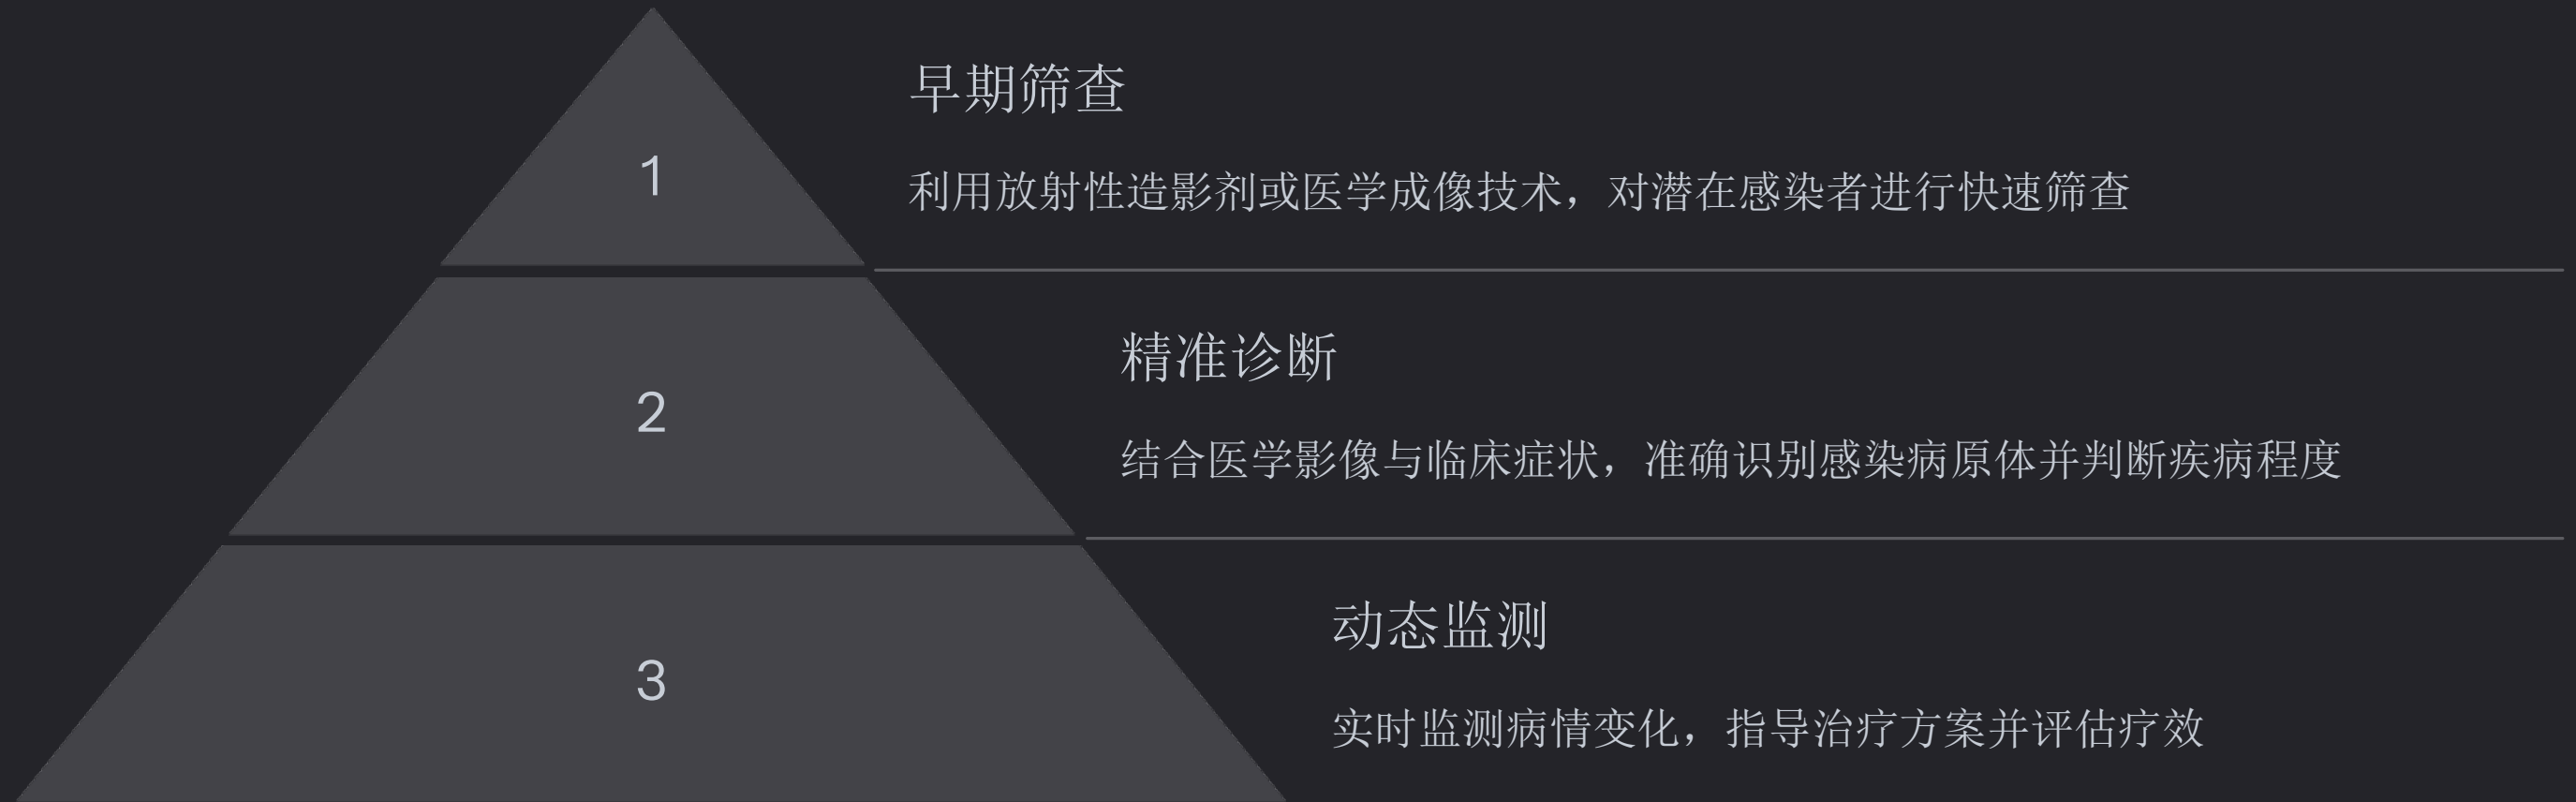 1
早期筛查
利用放射性造影剂或医学成像技术，对潜在感染者进行快速筛查
2
精准诊断
结合医学影像与临床症状，准确识别感染病原体并判断疾病程度
3
动态监测
实时监测病情变化，指导治疗方案并评估疗效